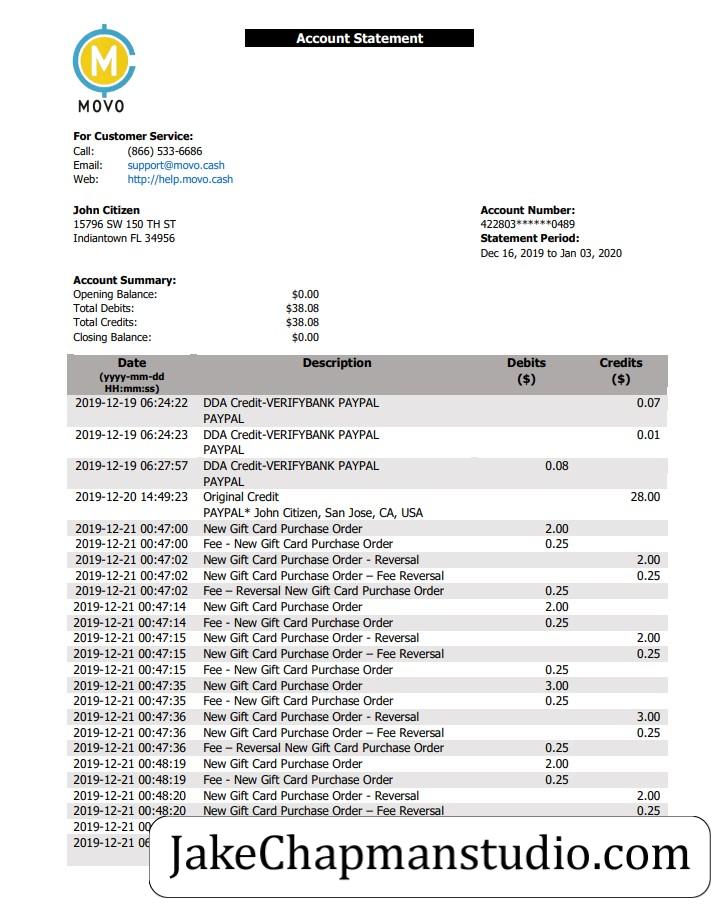 Account Statement
M
MOVO
For Customer Service:
Call: (866) 533-6686
Email: support@movo.cash
Web: http://help.movo.cash
John Citizen
15796 SW 150 TH ST
Indiantown FL 34956
Account Number:
422803******0489
Statement Period:
Dec 16, 2019 to Jan 03, 2020
Account Summary:
Opening Balance: $0.00
Total Debits: $38.08
Total Credits: $38.08
Closing Balance: $0.00
Date Description Debits Credits
(yyyy-mm-dd ($) ($)
HH:mm:ss)
2019-12-19 06:24:22 DDA Credit-VERIFYBANK PAYPAL 0.07
PAYPAL
2019-12-19 06:24:23 DDA Credit-VERIFYBANK PAYPAL 0.01
PAYPAL
2019-12-19 06:27:57 DDA Credit-VERIFYBANK PAYPAL 0.08
PAYPAL
2019-12-20 14:49:23 Original Credit 28.00
PAYPAL* John Citizen, San Jose, CA, USA
2019-12-21 00:47:00 New Gift Card Purchase Order 2.00
2019-12-21 00:47:00 Fee - New Gift Card Purchase Order 0.25
2019-12-21 00:47:02 New Gift Card Purchase Order - Reversal 2.00
2019-12-21 00:47:02 New Gift Card Purchase Order – Fee Reversal 0.25
2019-12-21 00:47:02 Fee – Reversal New Gift Card Purchase Order 0.25
2019-12-21 00:47:14 New Gift Card Purchase Order 2.00
2019-12-21 00:47:14 Fee - New Gift Card Purchase Order 0.25
2019-12-21 00:47:15 New Gift Card Purchase Order - Reversal 2.00
2019-12-21 00:47:15 New Gift Card Purchase Order – Fee Reversal 0.25
2019-12-21 00:47:15 Fee - New Gift Card Purchase Order 0.25
2019-12-21 00:47:35 New Gift Card Purchase Order 3.00
2019-12-21 00:47:35 Fee - New Gift Card Purchase Order 0.25
2019-12-21 00:47:36 New Gift Card Purchase Order - Reversal 3.00
2019-12-21 00:47:36 New Gift Card Purchase Order – Fee Reversal 0.25
2019-12-21 00:47:36 Fee – Reversal New Gift Card Purchase Order 0.25
2019-12-21 00:48:19 New Gift Card Purchase Order 2.00
2019-12-21 00:48:19 Fee - New Gift Card Purchase Order 0.25
2019-12-21 00:48:20 New Gift Card Purchase Order - Reversal 2.00
2019-12-21 00:48:20 New Gift Card Purchase Order – Fee Reversal 0.25
2019-12-21 00
2019-12-21 06
JakeChapmanstudio.com